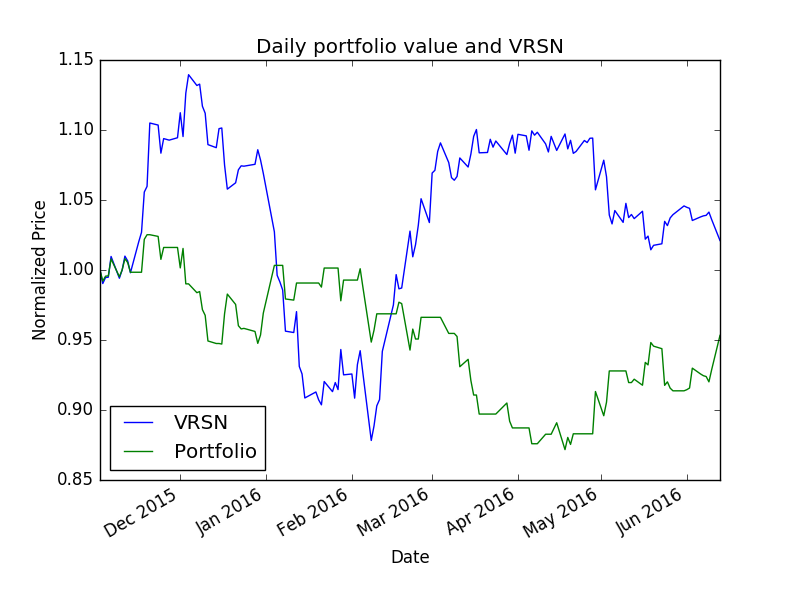 Daily portfolio value and VRSN
1.15
1.10
1.05
1.00
0.95
0.90
0.85
Normalized Price
VRSN
Portfolio
Dec 2015
Jan 2016
Feb 2016
Mar 2016
Apr 2016
May 2016
Jun 2016
Date